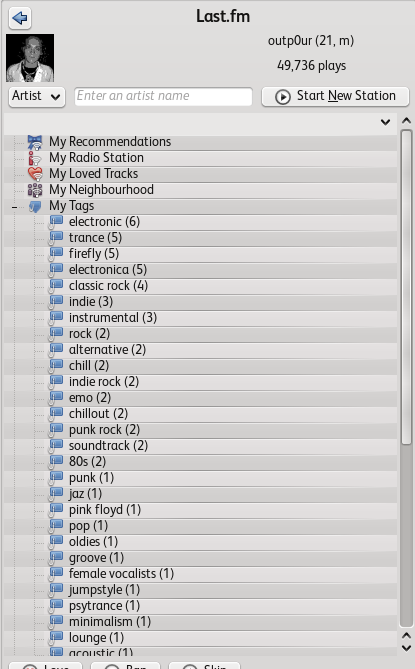 Last.fm
outp0ur (21, m)
49,736 plays
Artist
Enter an artist name
Start New Station
My Recommendations
My Radio Station
My Loved Tracks
My Neighbourhood
My Tags
electronic (6)
trance (5)
firefly (5)
electronica (5)
classic rock (4)
indie (3)
instrumental (3)
rock (2)
alternative (2)
chill (2)
indie rock (2)
emo (2)
chillout (2)
punk rock (2)
soundtrack (2)
80s (2)
punk (1)
jaz (1)
pink floyd (1)
pop (1)
oldies (1)
groove (1)
female vocalists (1)
jumpstyle (1)
psytrance (1)
minimalism (1)
lounge (1)
acoustic (1)
Love
Ban
Skip